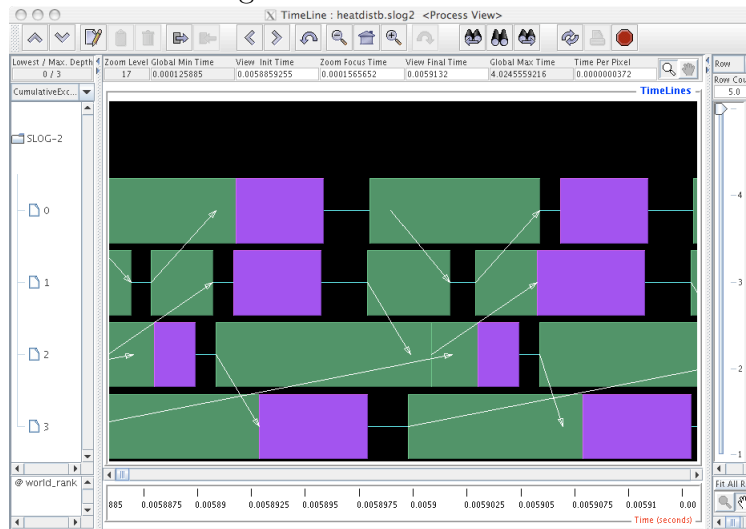 TimeLine : heatdistb.slog2 <Process View>
Lowest / Max. Depth Zoom Level Global Min Time View Init Time Zoom Focus Time View Final Time Global Max Time Time Per Pixel Row
0 / 3 17 0.000125885 0.0058859255 0.0001565652 0.0059132 4.0245559216 0.0000000372 Row Cou
CumulativeExc... TimeLines 5.0
SLOG-2
0
1
2
3
4
3
2
1
@ world_rank Fit All R
885 0.0058875 0.00589 0.0058925 0.005895 0.0058975 0.0059 0.0059025 0.005905 0.0059075 0.00591 0.00
Time (seconds)